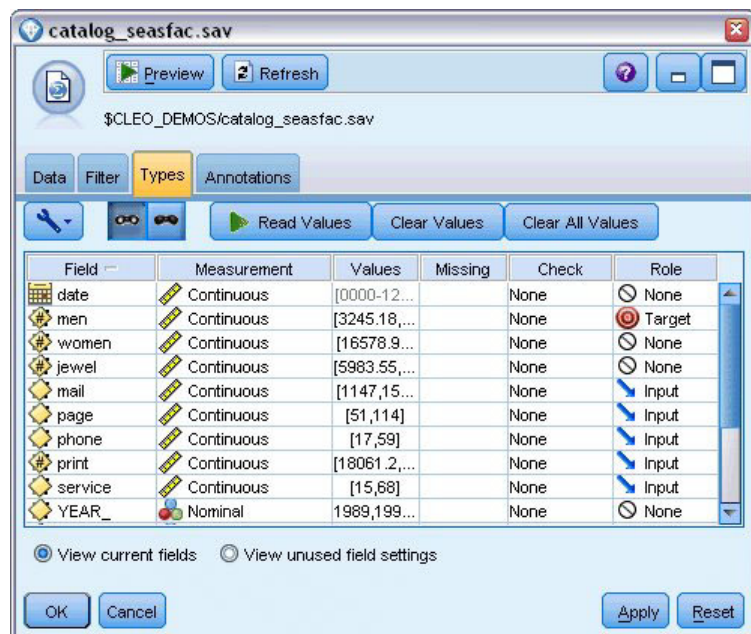 catalog_seasfac.sav
Preview Refresh
$CLEO_DEMOS/catalog_seasfac.sav
Data Filter Types Annotations
Read Values Clear Values Clear All Values
Field Measurement Values Missing Check Role
date Continuous [0000-12... None None
men Continuous [3245.18,... None Target
women Continuous [16578.9... None None
jewel Continuous [5983.55,... None None
mail Continuous [1147,15... None Input
page Continuous [51,114] None Input
phone Continuous [17,59] None Input
print Continuous [18061.2,... None Input
service Continuous [15,68] None Input
YEAR_ Nominal 1989,199... None None
View current fields View unused field settings
OK Cancel Apply Reset